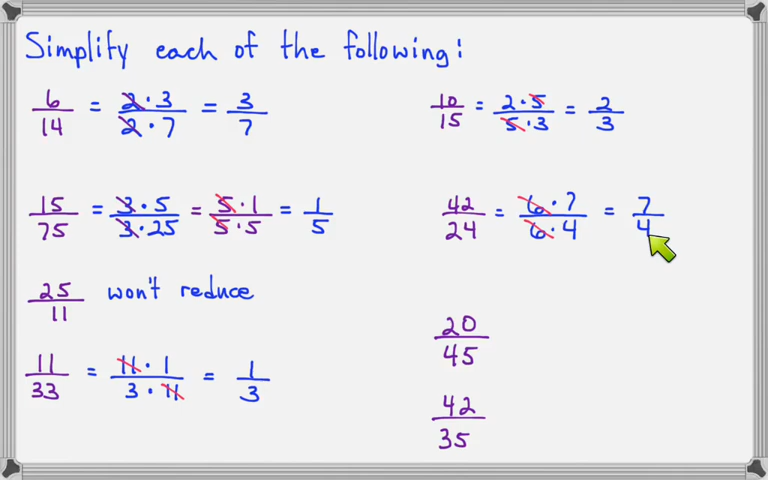 Simplify each of the following:
6/14 = 2·3/2·7 = 3/7
10/15 = 2·5/5·3 = 2/3
15/75 = 3·5/3·25 = 5·1/5·5 = 1/5
42/24 = 6·7/6·4 = 7/4
25/11 won't reduce
11/33 = 11·1/3·11 = 1/3
20/45
42/35